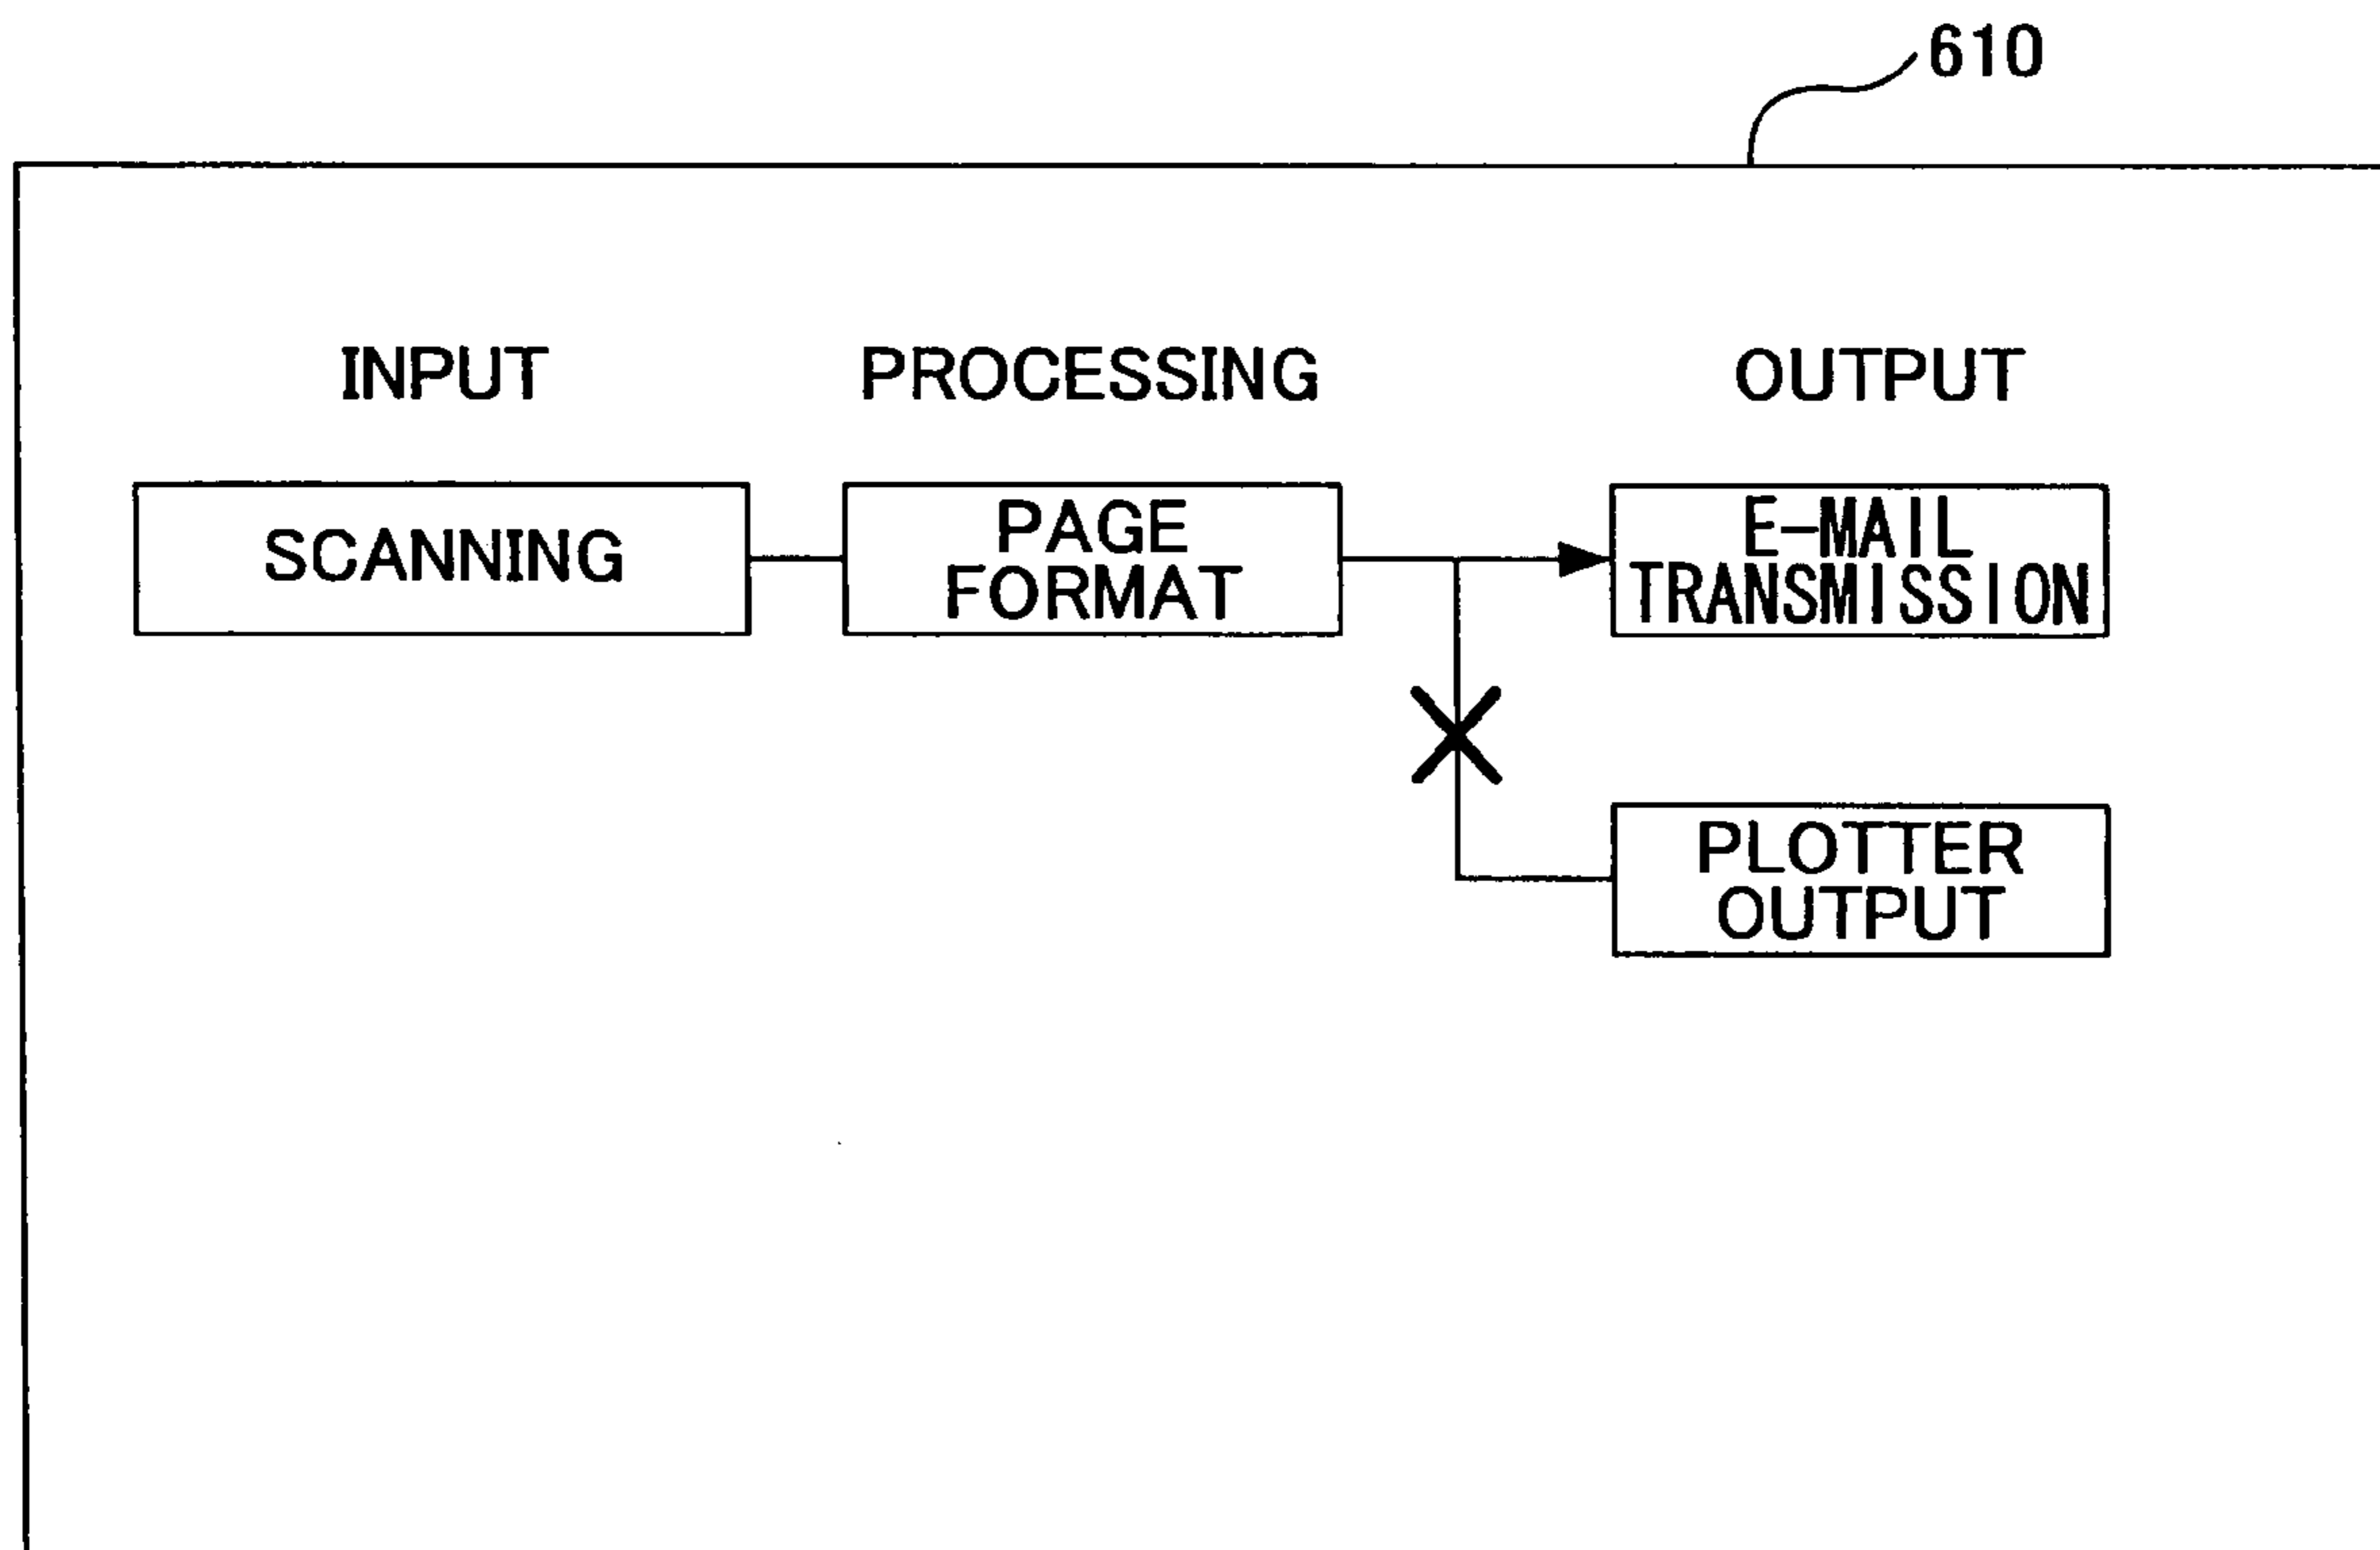 610
INPUT
PROCESSING
OUTPUT
SCANNING
PAGE
FORMAT
E-MAIL
TRANSMISSION
PLOTTER
OUTPUT